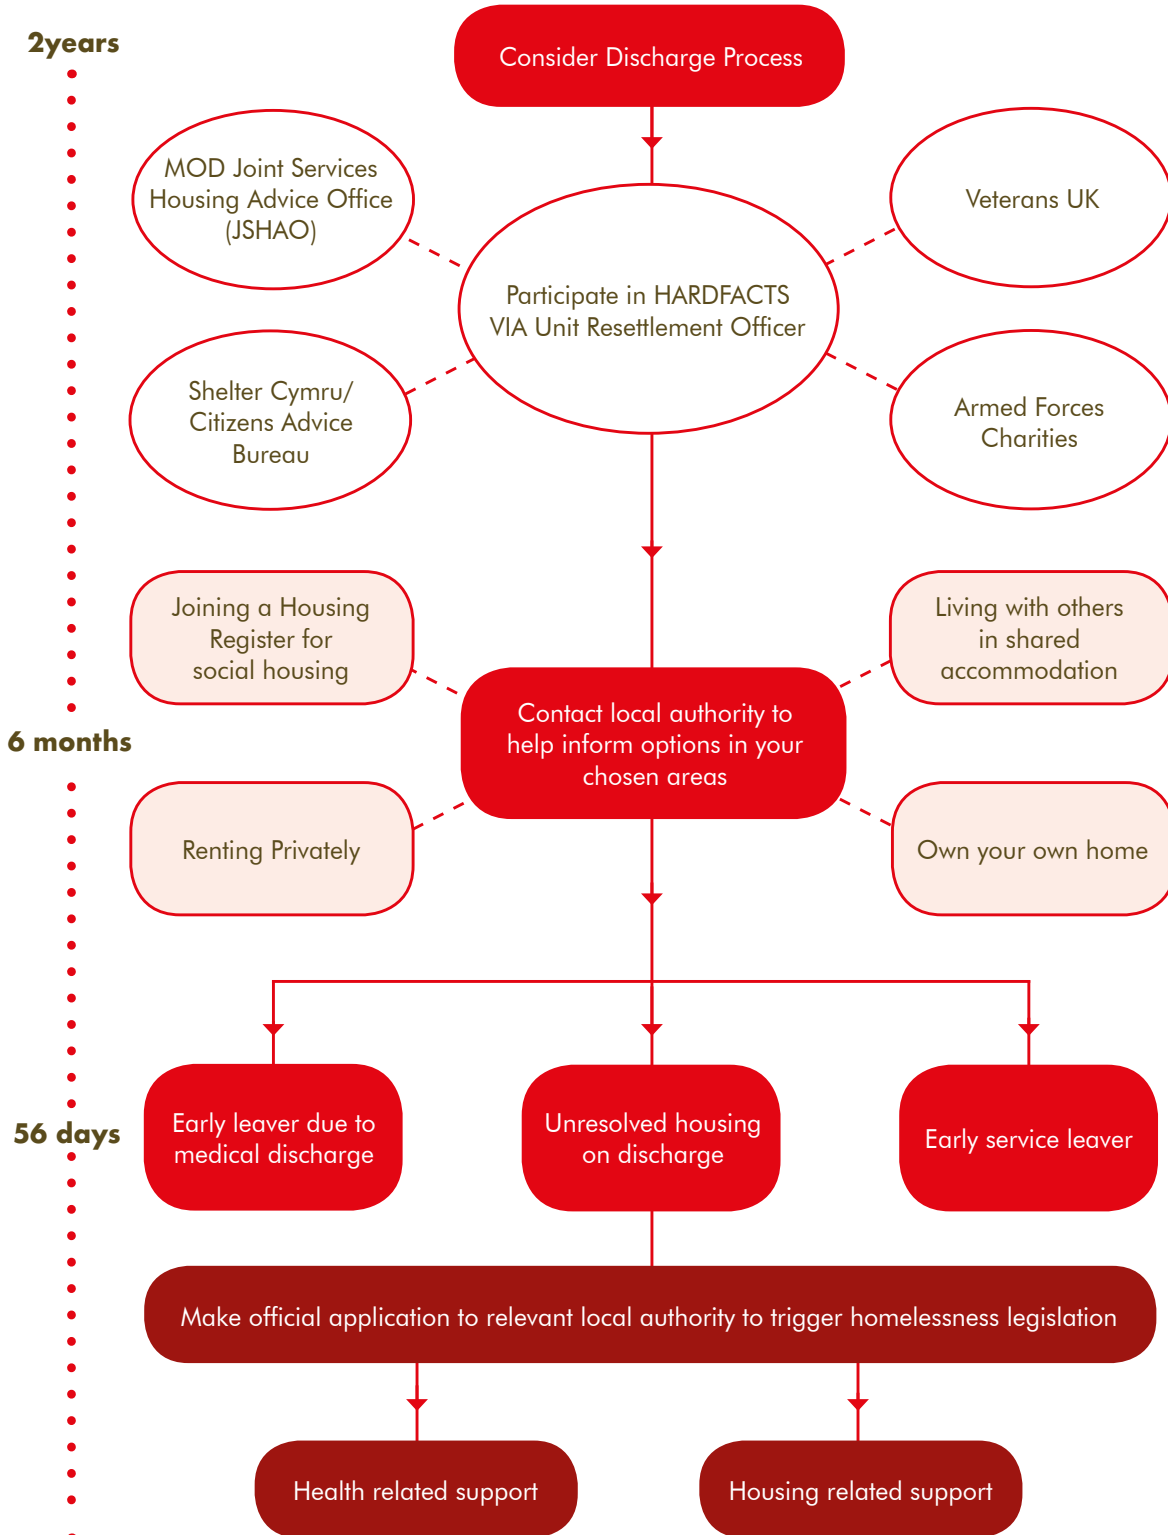 2years
Consider Discharge Process
MOD Joint Services
Housing Advice Office
(JSHAO)
Veterans UK
Participate in HARDFACTS
VIA Unit Resettlement Officer
Shelter Cymru/
Citizens Advice
Bureau
Armed Forces
Charities
Joining a Housing
Register for
social housing
Living with others
in shared
accommodation
6 months
Contact local authority to
help inform options in your
chosen areas
Renting Privately
Own your own home
56 days
Early leaver due to
medical discharge
Unresolved housing
on discharge
Early service leaver
Make official application to relevant local authority to trigger homelessness legislation
Health related support
Housing related support